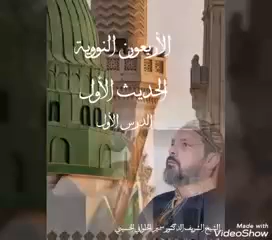 الأربعون النووية
الحديث الأول
الدرس الأول
الشيخ الشريف الدكتور
الحسيني
Made with
VideoShow